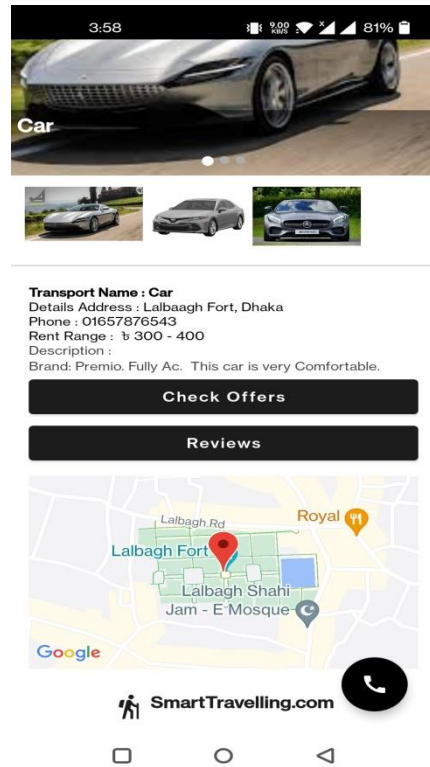 3:58
9.00
KB/S
X
81%
Car
Transport Name : Car
Details Address : Lalbaagh Fort, Dhaka
Phone : 01657876543
Rent Range : ৳ 300 - 400
Description :
Brand: Premio. Fully Ac. This car is very Comfortable.
Check Offers
Reviews
Lalbagh Rd
Royal
Lalbagh Fort
Lalbagh Shahi
Jam - E Mosque
Google
SmartTravelling.com